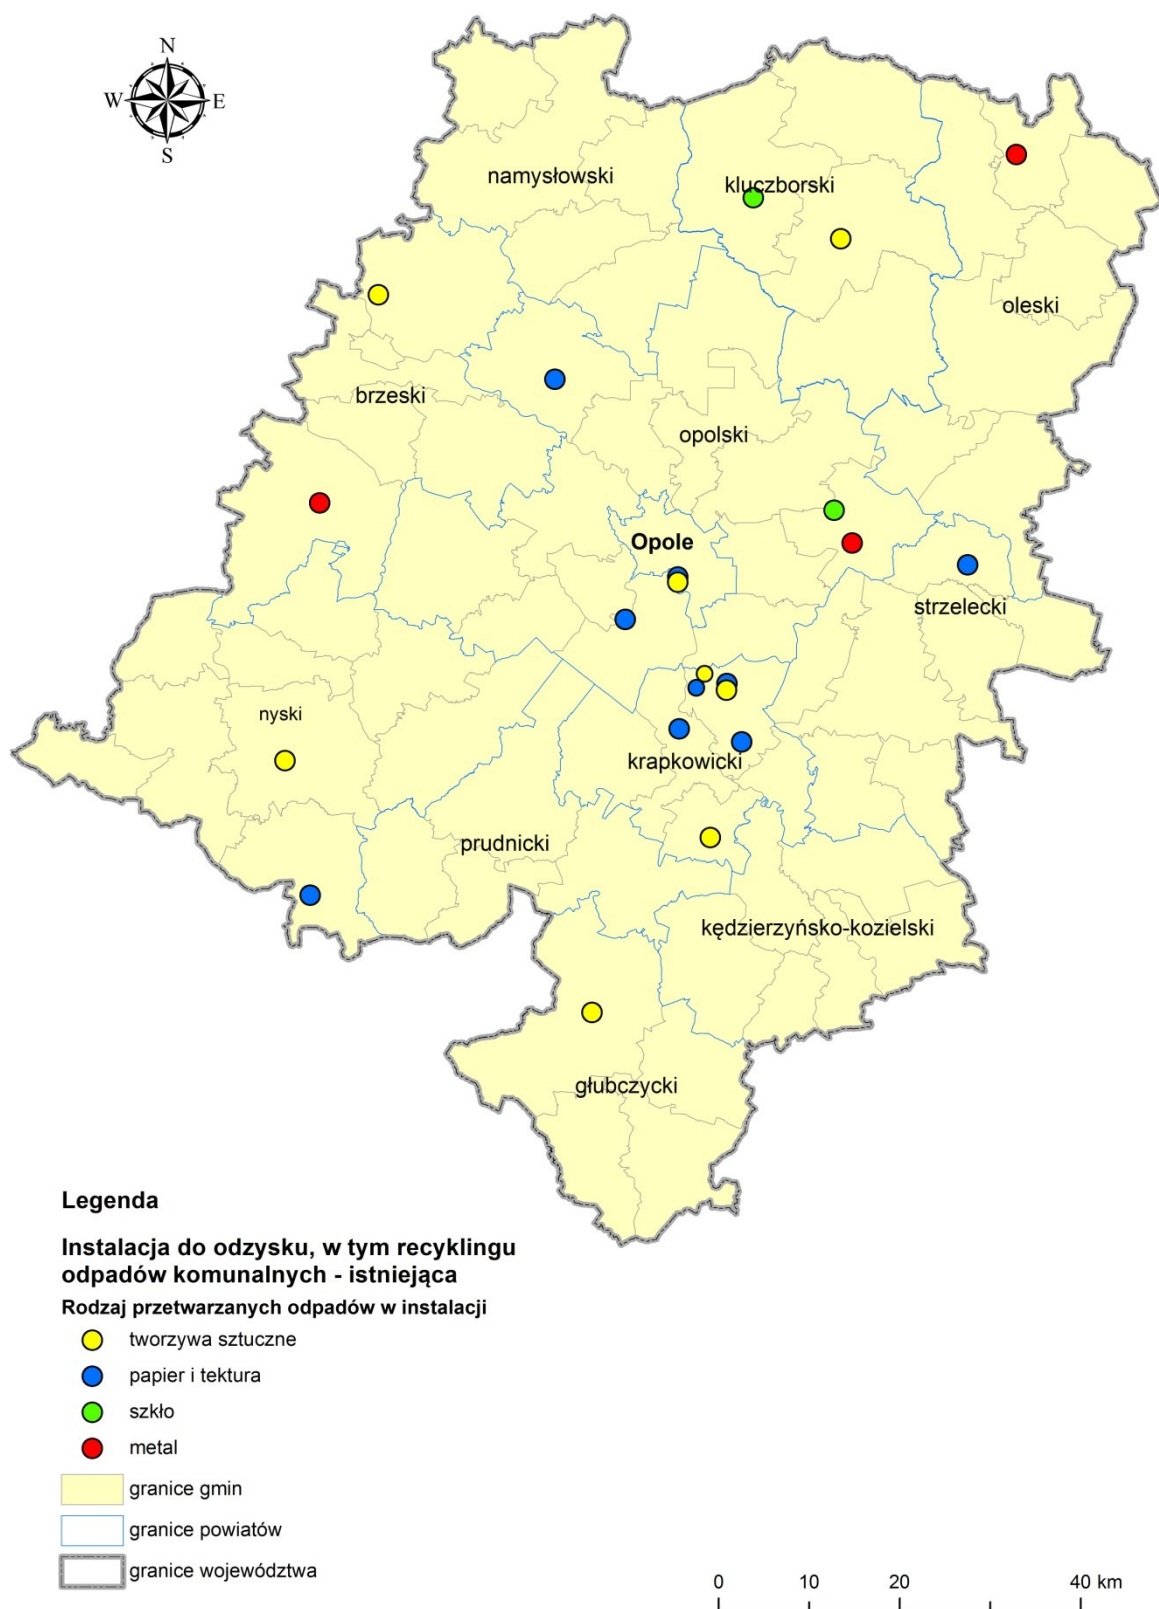 N
W E
S
namysłowski
kluczborski
oleski
brzeski
opolski
Opole
strzelecki
nyski
krapkowicki
prudnicki
kędzierzyńsko-kozielski
głubczycki
Legenda
Instalacja do odzysku, w tym recyklingu
odpadów komunalnych - istniejąca
Rodzaj przetwarzanych odpadów w instalacji
tworzywa sztuczne
papier i tektura
szkło
metal
granice gmin
granice powiatów
granice województwa
0 10 20 40 km